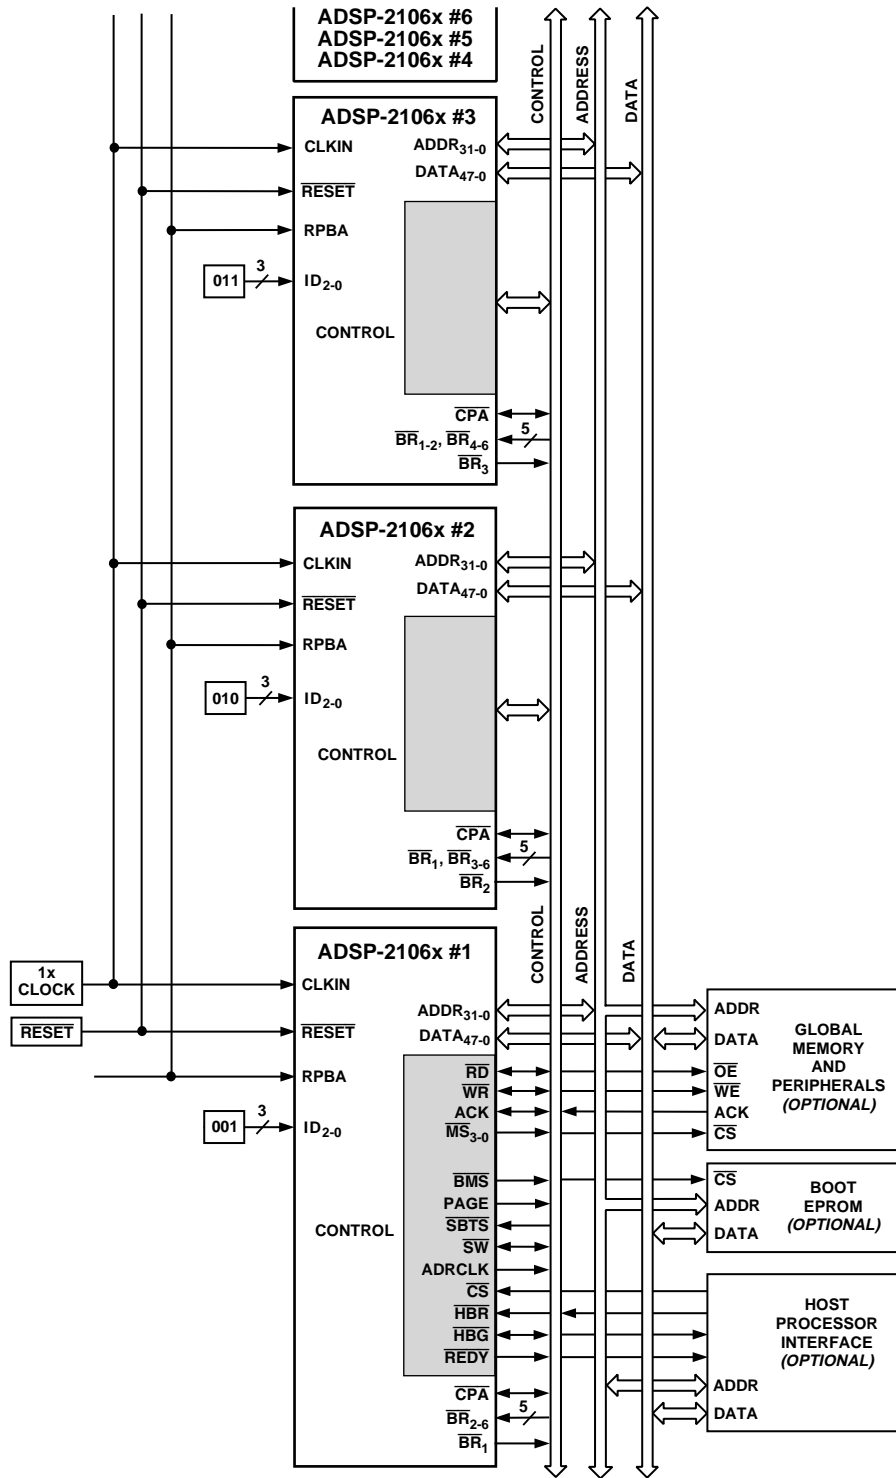 ADSP-2106x #6
ADSP-2106x #5
ADSP-2106x #4
CONTROL
ADDRESS
DATA
ADSP-2106x #3
CLKIN
ADDR31-0
DATA47-0
RESET
RPBA
011
3
ID2-0
CONTROL
CPA
BR1-2, BR4-6
5
BR3
ADSP-2106x #2
CLKIN
ADDR31-0
DATA47-0
RESET
RPBA
010
3
ID2-0
CONTROL
CPA
BR1, BR3-6
5
BR2
CONTROL
ADDRESS
DATA
ADSP-2106x #1
1x
CLOCK
CLKIN
ADDR31-0
RESET
RESET
DATA47-0
RPBA
001
3
ID2-0
CONTROL
RD
WR
ACK
MS3-0
BMS
PAGE
SBTS
SW
ADRCLK
CS
HBR
HBG
REDY
CPA
BR2-6
5
BR1
ADDR
DATA
OE
WE
ACK
CS
GLOBAL
MEMORY
AND
PERIPHERALS
(OPTIONAL)
CS
ADDR
DATA
BOOT
EPROM
(OPTIONAL)
HOST
PROCESSOR
INTERFACE
(OPTIONAL)
ADDR
DATA